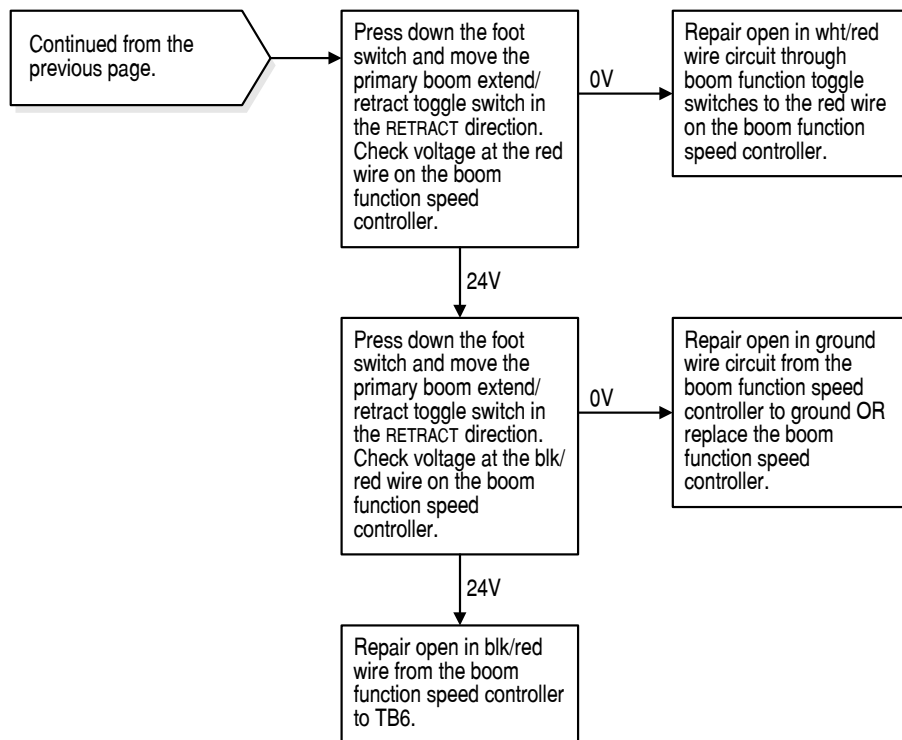 Continued from the
previous page.
Press down the foot
switch and move the
primary boom extend/
retract toggle switch in
the RETRACT direction.
Check voltage at the red
wire on the boom
function speed
controller.
0V
Repair open in wht/red
wire circuit through
boom function toggle
switches to the red wire
on the boom function
speed controller.
24V
Press down the foot
switch and move the
primary boom extend/
retract toggle switch in
the RETRACT direction.
Check voltage at the blk/
red wire on the boom
function speed
controller.
0V
Repair open in ground
wire circuit from the
boom function speed
controller to ground OR
replace the boom
function speed
controller.
24V
Repair open in blk/red
wire from the boom
function speed controller
to TB6.